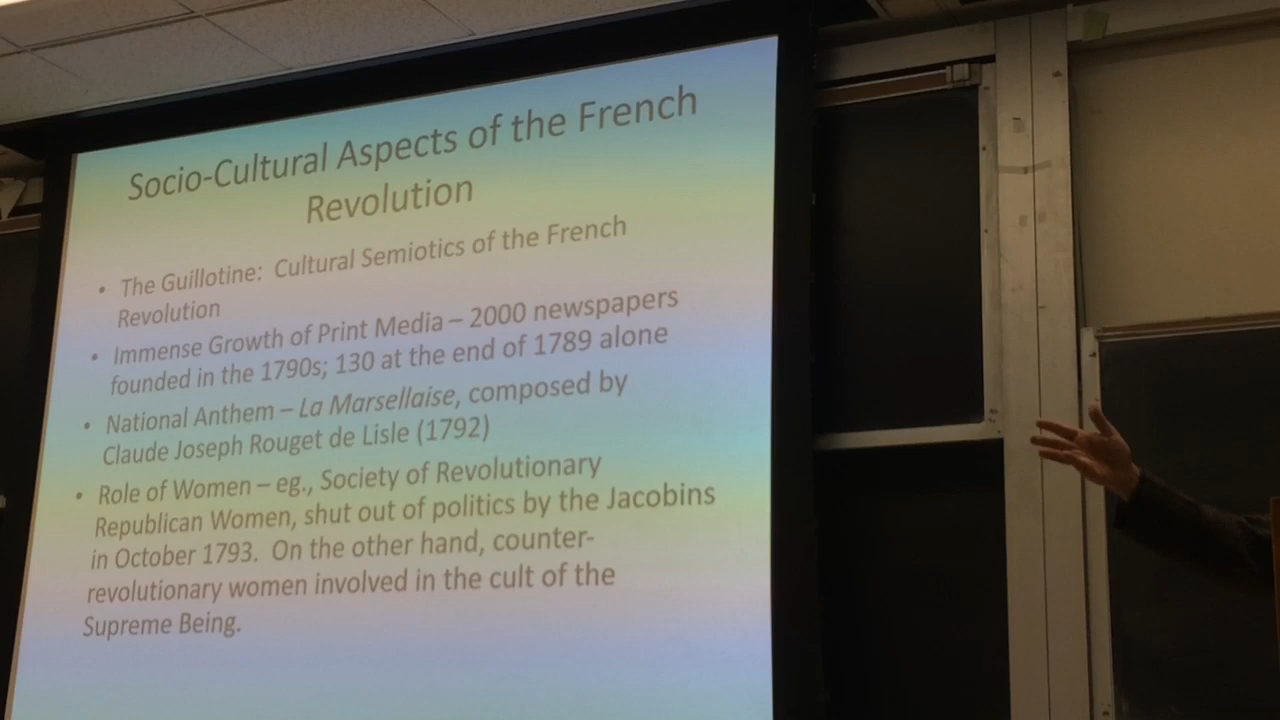 Socio-Cultural Aspects of the French
Revolution
• The Guillotine: Cultural Semiotics of the French
Revolution
• Immense Growth of Print Media – 2000 newspapers
founded in the 1790s; 130 at the end of 1789 alone
• National Anthem – La Marsellaise, composed by
Claude Joseph Rouget de Lisle (1792)
• Role of Women – eg., Society of Revolutionary
Republican Women, shut out of politics by the Jacobins
in October 1793. On the other hand, counter-
revolutionary women involved in the cult of the
Supreme Being.